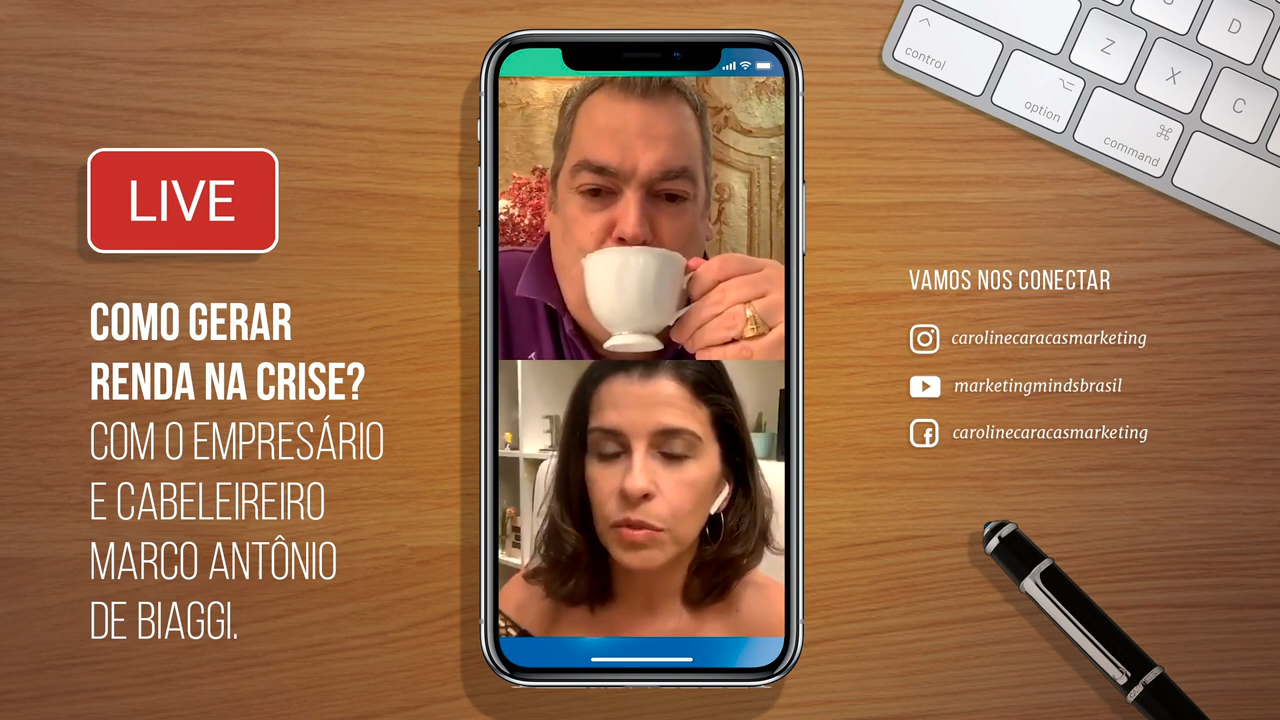 LIVE
COMO GERAR
RENDA NA CRISE?
COM O EMPRESÁRIO
E CABELEIREIRO
MARCO ANTÔNIO
DE BIAGGI.
VAMOS NOS CONECTAR
carolinecaracasmarketing
marketingmindsbrasil
carolinecaracasmarketing
control
option
command
S
D
Z
X
C